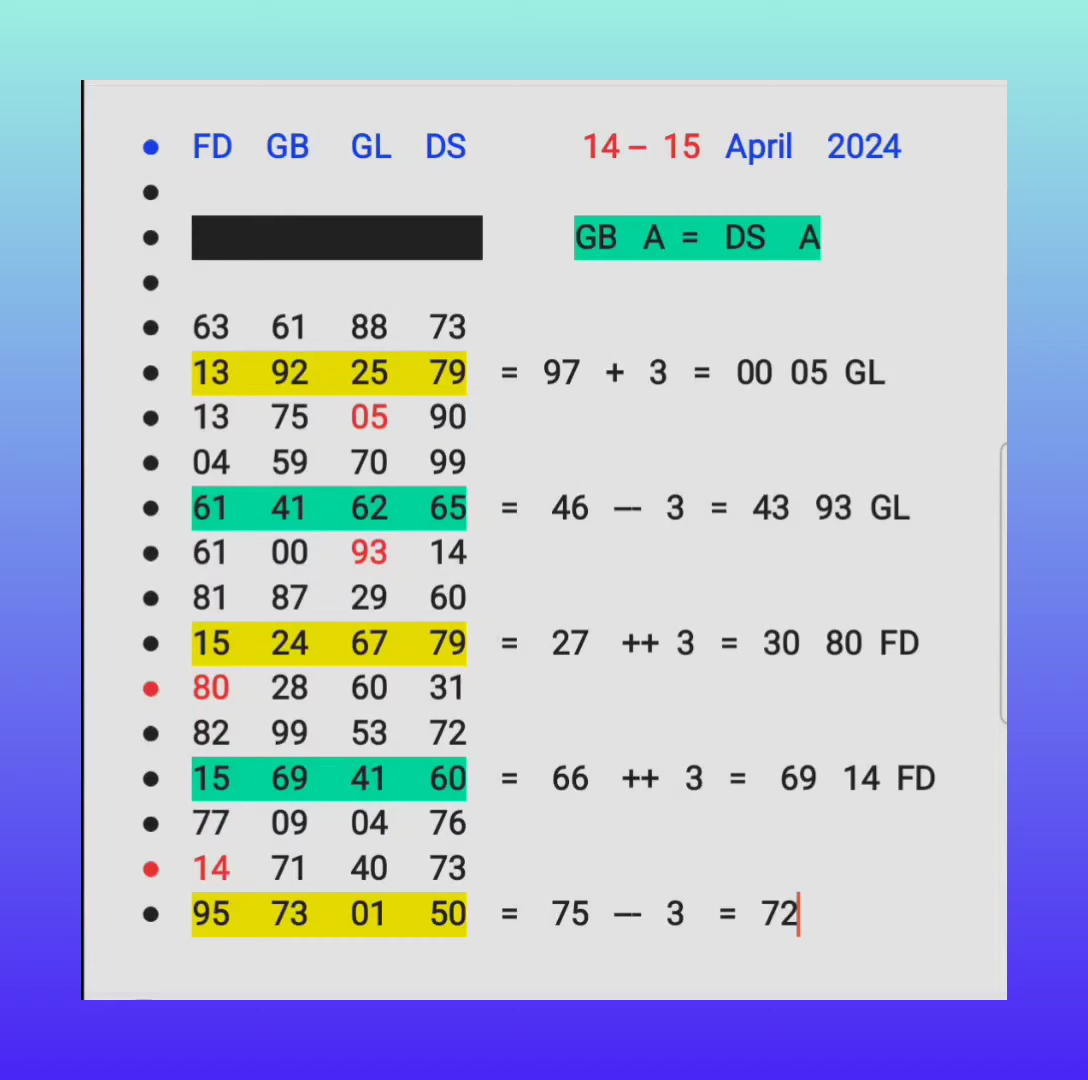 • FD GB GL DS 14 – 15 April 2024
•
• GB A = DS A
•
• 63 61 88 73
• 13 92 25 79 = 97 + 3 = 00 05 GL
• 13 75 05 90
• 04 59 70 99
• 61 41 62 65 = 46 –- 3 = 43 93 GL
• 61 00 93 14
• 81 87 29 60
• 15 24 67 79 = 27 ++ 3 = 30 80 FD
• 80 28 60 31
• 82 99 53 72
• 15 69 41 60 = 66 ++ 3 = 69 14 FD
• 77 09 04 76
• 14 71 40 73
• 95 73 01 50 = 75 –- 3 = 72